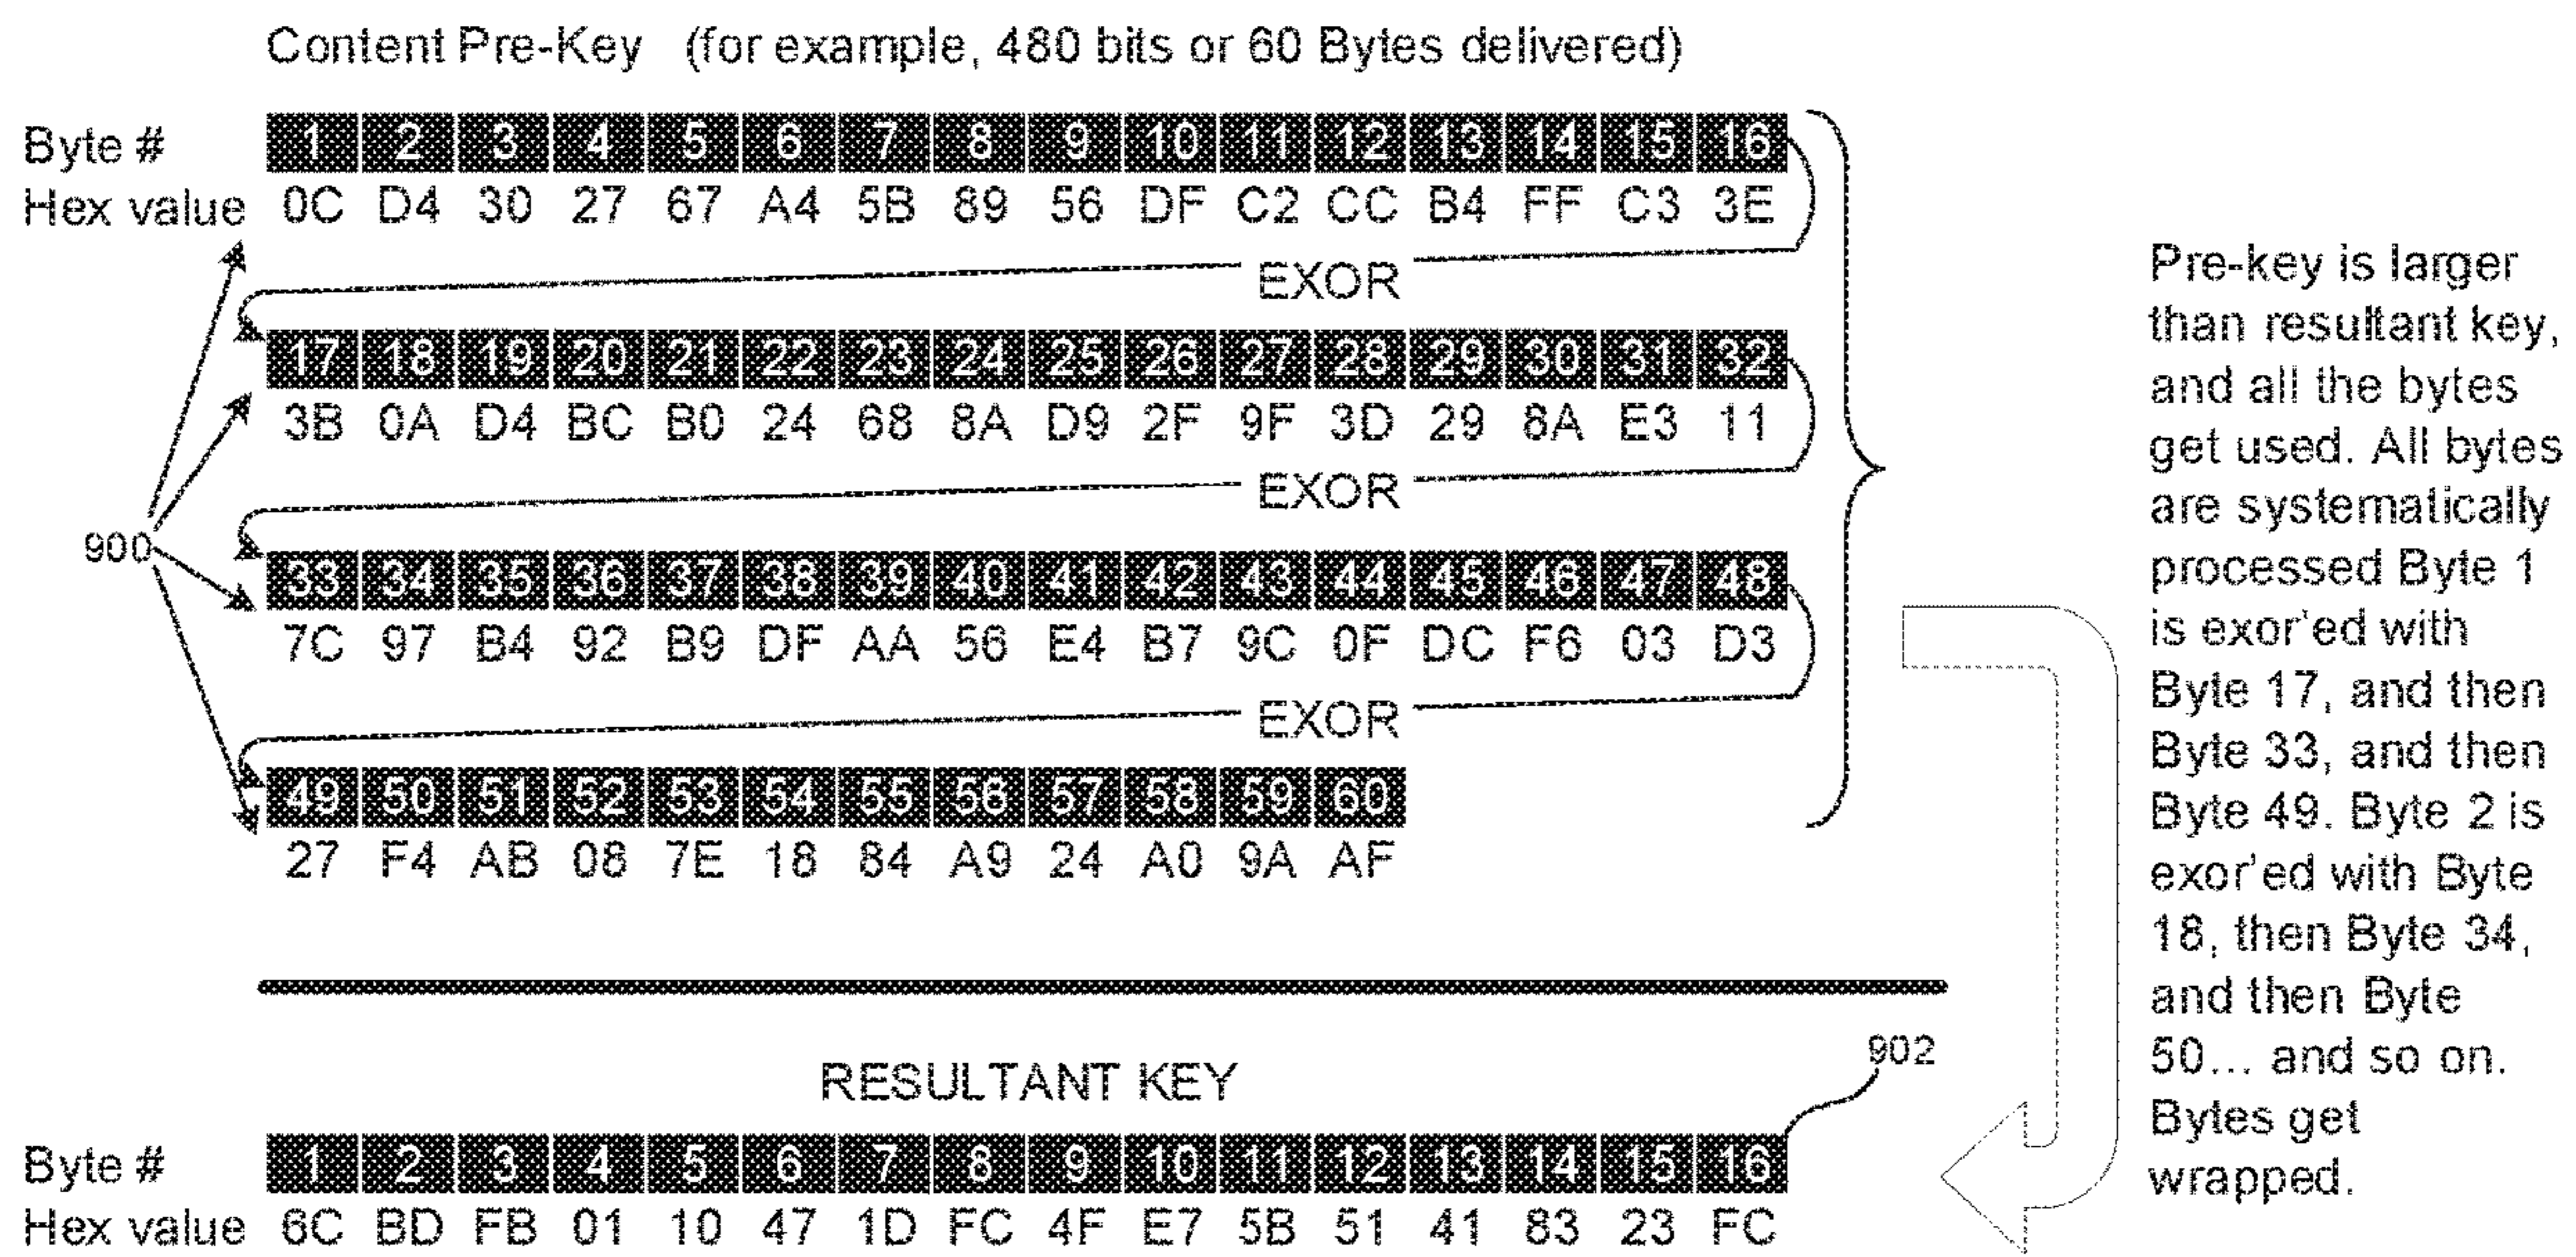 Content Pre-Key (for example, 480 bits or 60 Bytes delivered)
Byte # 1 2 3 4 5 6 7 8 9 10 11 12 13 14 15 16
Hex value 0C D4 30 27 67 A4 5B 89 56 DF C2 CC B4 FF C3 3E
EXOR
17 18 19 20 21 22 23 24 25 26 27 28 29 30 31 32
3B 0A D4 BC B0 24 68 8A D9 2F 9F 3D 29 8A E3 11
EXOR
900
33 34 35 36 37 38 39 40 41 42 43 44 45 46 47 48
7C 97 B4 92 B9 DF AA 56 E4 B7 9C 0F DC F6 03 D3
EXOR
49 50 51 52 53 54 55 56 57 58 59 60
27 F4 AB 08 7E 18 84 A9 24 A0 9A AF
RESULTANT KEY
902
Byte # 1 2 3 4 5 6 7 8 9 10 11 12 13 14 15 16
Hex value 6C BD FB 01 10 47 1D FC 4F E7 5B 51 41 83 23 FC
Pre-key is larger
than resultant key,
and all the bytes
get used. All bytes
are systematically
processed Byte 1
is exor'ed with
Byte 17, and then
Byte 33, and then
Byte 49. Byte 2 is
exor'ed with Byte
18, then Byte 34,
and then Byte
50... and so on.
Bytes get
wrapped.